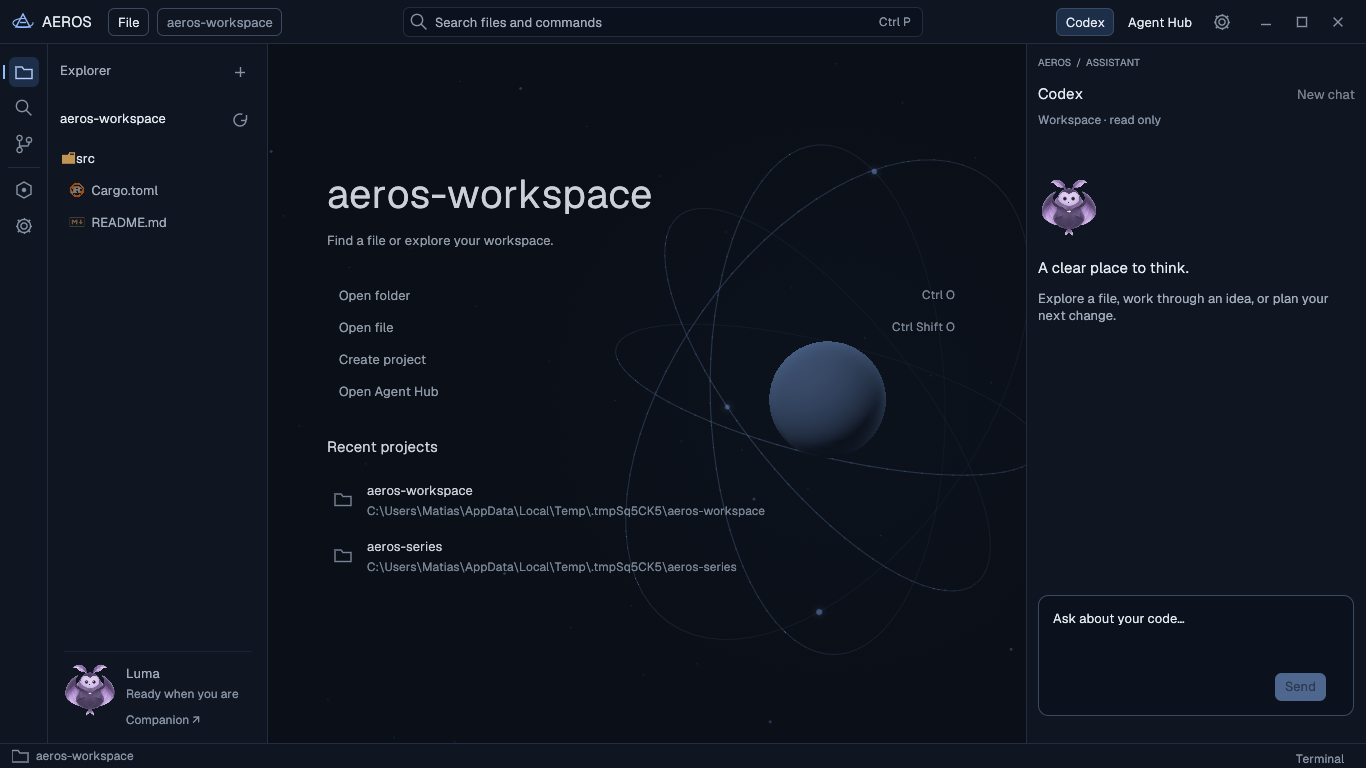 AEROS File aeros-workspace Search files and commands Ctrl P Codex Agent Hub
Explorer
aeros-workspace
src
Cargo.toml
README.md
Luma
Ready when you are
Companion ↗
aeros-workspace
Find a file or explore your workspace.
Open folder Ctrl O
Open file Ctrl Shift O
Create project
Open Agent Hub
Recent projects
aeros-workspace
C:\Users\Matias\AppData\Local\Temp\.tmpSq5CK5\aeros-workspace
aeros-series
C:\Users\Matias\AppData\Local\Temp\.tmpSq5CK5\aeros-series
AEROS / ASSISTANT
Codex New chat
Workspace · read only
A clear place to think.
Explore a file, work through an idea, or plan your
next change.
Ask about your code…
Send
aeros-workspace Terminal